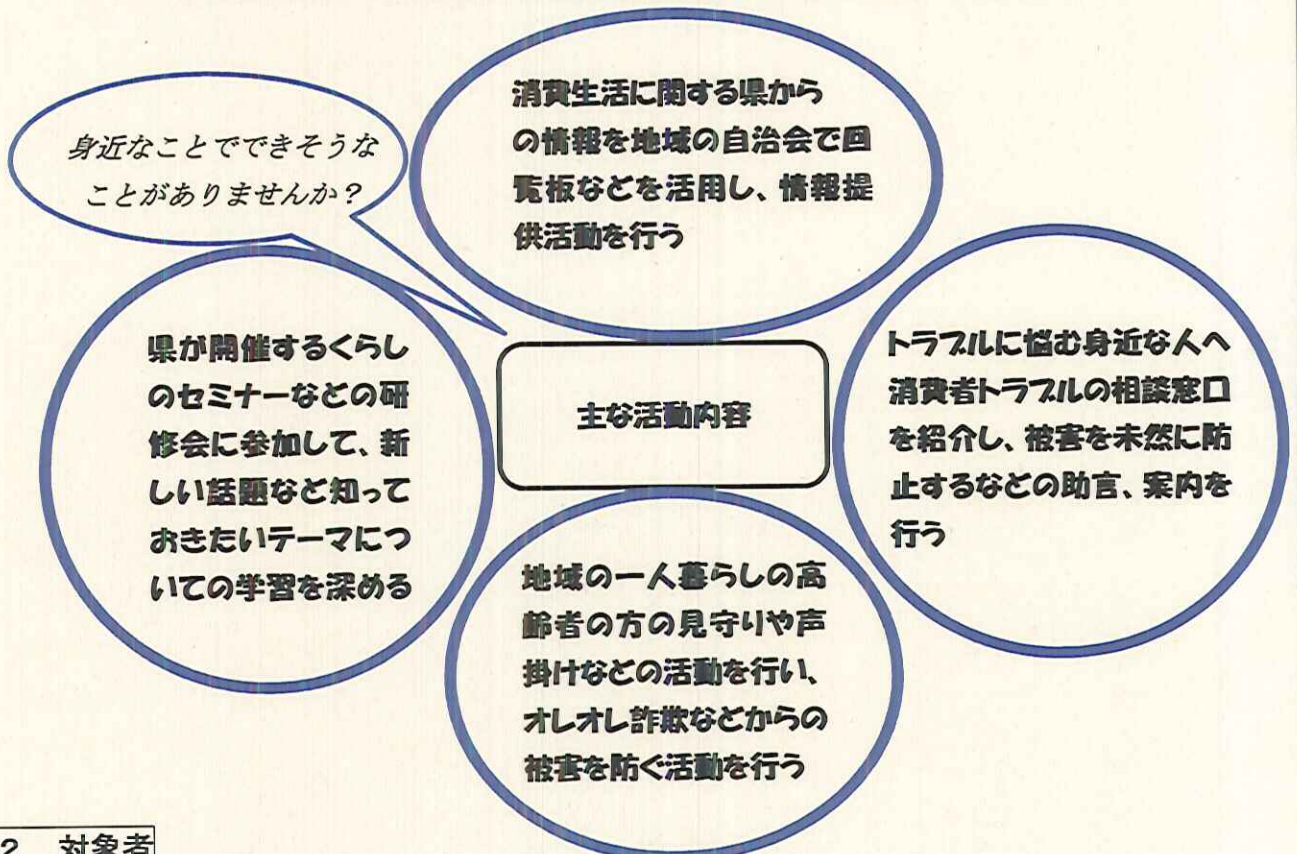 身近なことでできそうな
ことがありませんか？
消費生活に関する県から
の情報を地域の自治会で回
覧板などを活用し、情報提
供活動を行う
県が開催するくらし
のセミナーなどの研
修会に参加して、新
しい話題など知って
おきたいテーマにつ
いての学習を深める
主な活動内容
トラブルに悩む身近な人へ
消費者トラブルの相談窓口
を紹介し、被害を未然に防
止するなどの助言、案内を
行う
地域の一人暮らしの高
齢者の方の見守りや声
掛けなどの活動を行い、
オレオレ詐欺などからの
被害を防ぐ活動を行う
２　対象者